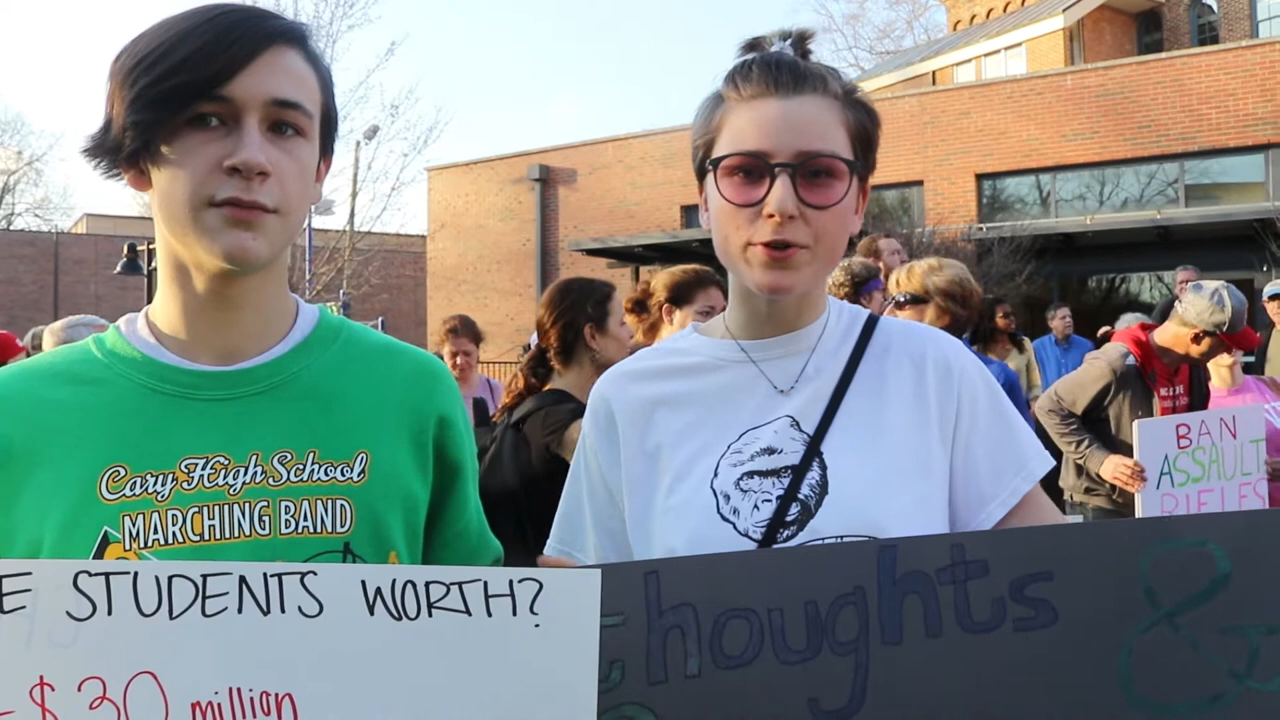 Cary High School
MARCHING BAND
E STUDENTS WORTH?
-$30 million
thoughts &
BAN
ASSAULT
RIFLES